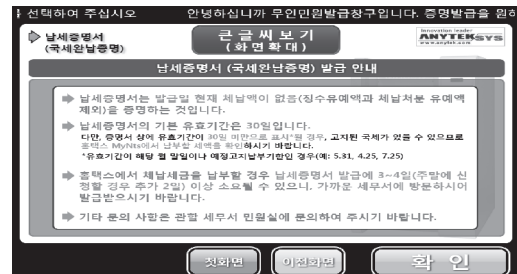 선택하여 주십시오 안녕하십니까 무인민원발급창구입니다. 증명발급을 원하
납세증명서
(국세완납증명)
큰글씨보기
(화면확대)
Innovation leader
ANYTEKSYS
www.anytek.com
납세증명서 (국세완납증명) 발급 안내
납세증명서는 발급일 현재 체납액이 없음(징수유예액과 체납처분 유예액
제외)을 증명하는 것입니다.
납세증명서의 기본 유효기간은 30일입니다.
다만, 증명서 상에 유효기간이 30일 미만으로 표시*된 경우, 고지된 국세가 있을 수 있으므로
홈택스 MyNts에서 납부할 세액을 확인하시기 바랍니다.
*유효기간이 해당 월 말일이나 예정고지납부기한인 경우(예: 5.31, 4.25, 7.25)
홈택스에서 체납세금을 납부할 경우 납세증명서 발급에 3~4일(주말에 신
청할 경우 추가 2일) 이상 소요될 수 있으니, 가까운 세무서에 방문하시어
발급받으시기 바랍니다.
기타 문의 사항은 관할 세무서 민원실에 문의하여 주시기 바랍니다.
첫화면 이전화면 확 인